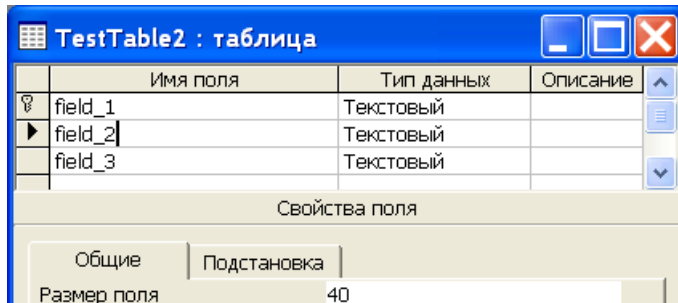 TestTable2 : таблица
Имя поля Тип данных Описание
field_1 Текстовый
field_2 Текстовый
field_3 Текстовый
Свойства поля
Общие Подстановка
Размер поля 40